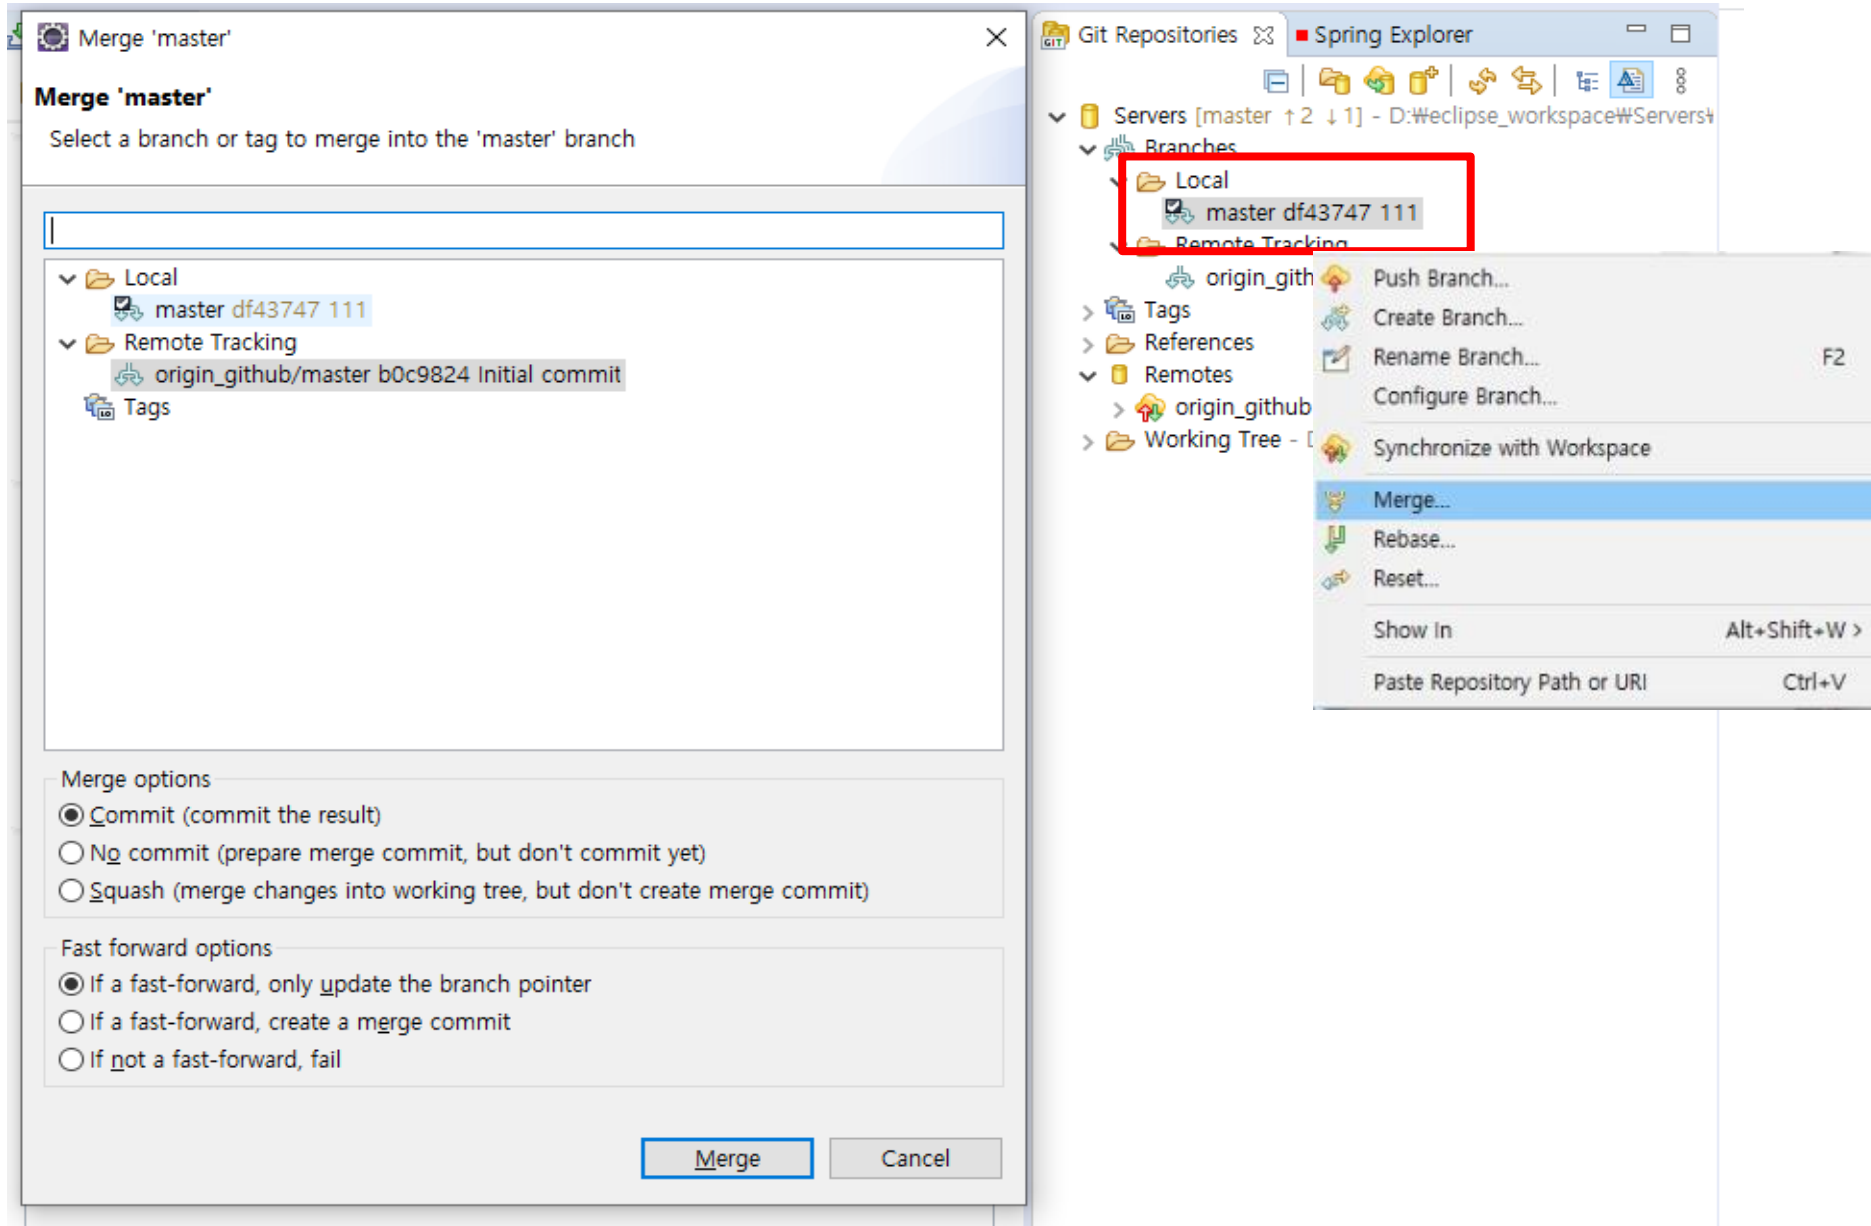 Merge 'master'
Merge 'master'
Select a branch or tag to merge into the 'master' branch
Local
master df43747 111
Remote Tracking
origin_github/master b0c9824 Initial commit
Tags
Merge options
Commit (commit the result)
No commit (prepare merge commit, but don't commit yet)
Squash (merge changes into working tree, but don't create merge commit)
Fast forward options
If a fast-forward, only update the branch pointer
If a fast-forward, create a merge commit
If not a fast-forward, fail
Merge Cancel
GIT Git Repositories Spring Explorer
Servers [master ↑2 ↓1] - D:₩eclipse_workspace₩Servers₩
Branches
Local
master df43747 111
Remote Tracking
origin_gith
Tags
References
Remotes
origin_github
Working Tree -
Push Branch...
Create Branch...
Rename Branch... F2
Configure Branch...
Synchronize with Workspace
Merge...
Rebase...
Reset...
Show In Alt+Shift+W >
Paste Repository Path or URI Ctrl+V